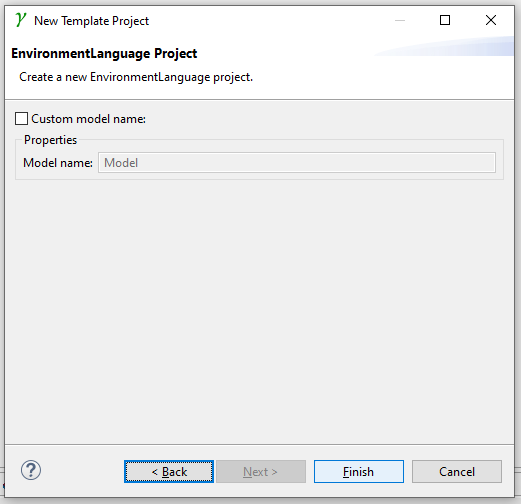 γ New Template Project
EnvironmentLanguage Project
Create a new EnvironmentLanguage project.
Custom model name:
Properties
Model name: Model
? < Back Next > Finish Cancel